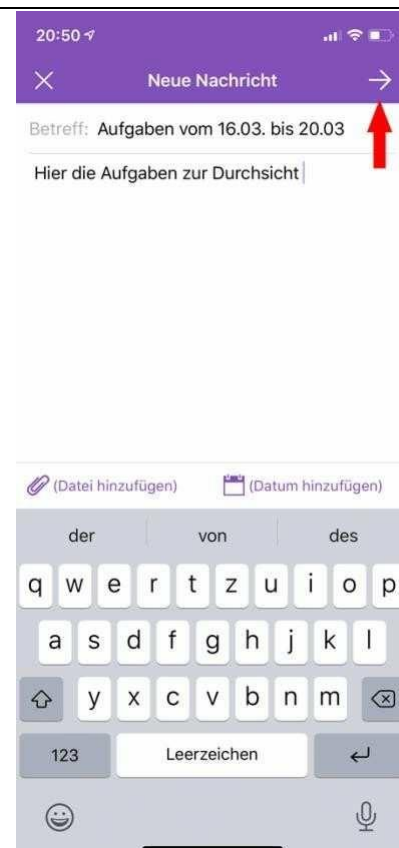 20:50
Neue Nachricht
Betreff: Aufgaben vom 16.03. bis 20.03
Hier die Aufgaben zur Durchsicht
(Datei hinzufügen) (Datum hinzufügen)
der von des
q w e r t z u i o p
a s d f g h j k l
y x c v b n m
123 Leerzeichen